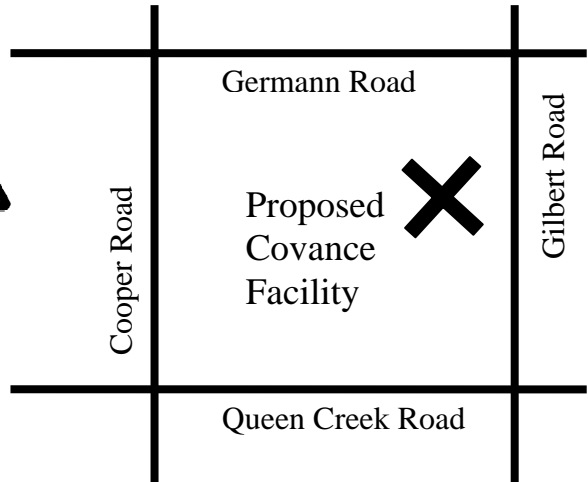 Germann Road
Gilbert Road
Proposed
Covance
Facility
Cooper Road
Queen Creek Road